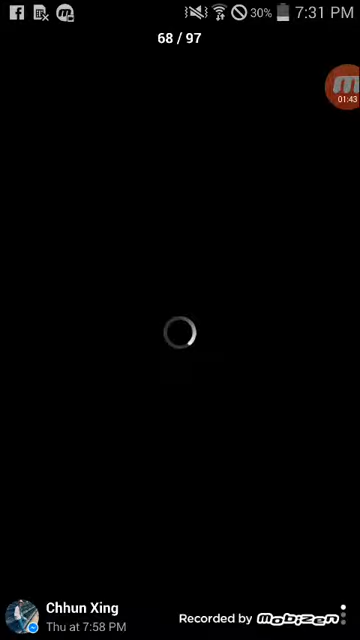 30% 7:31 PM
68 / 97
01:43
Chhun Xing
Thu at 7:58 PM
Recorded by mobizen